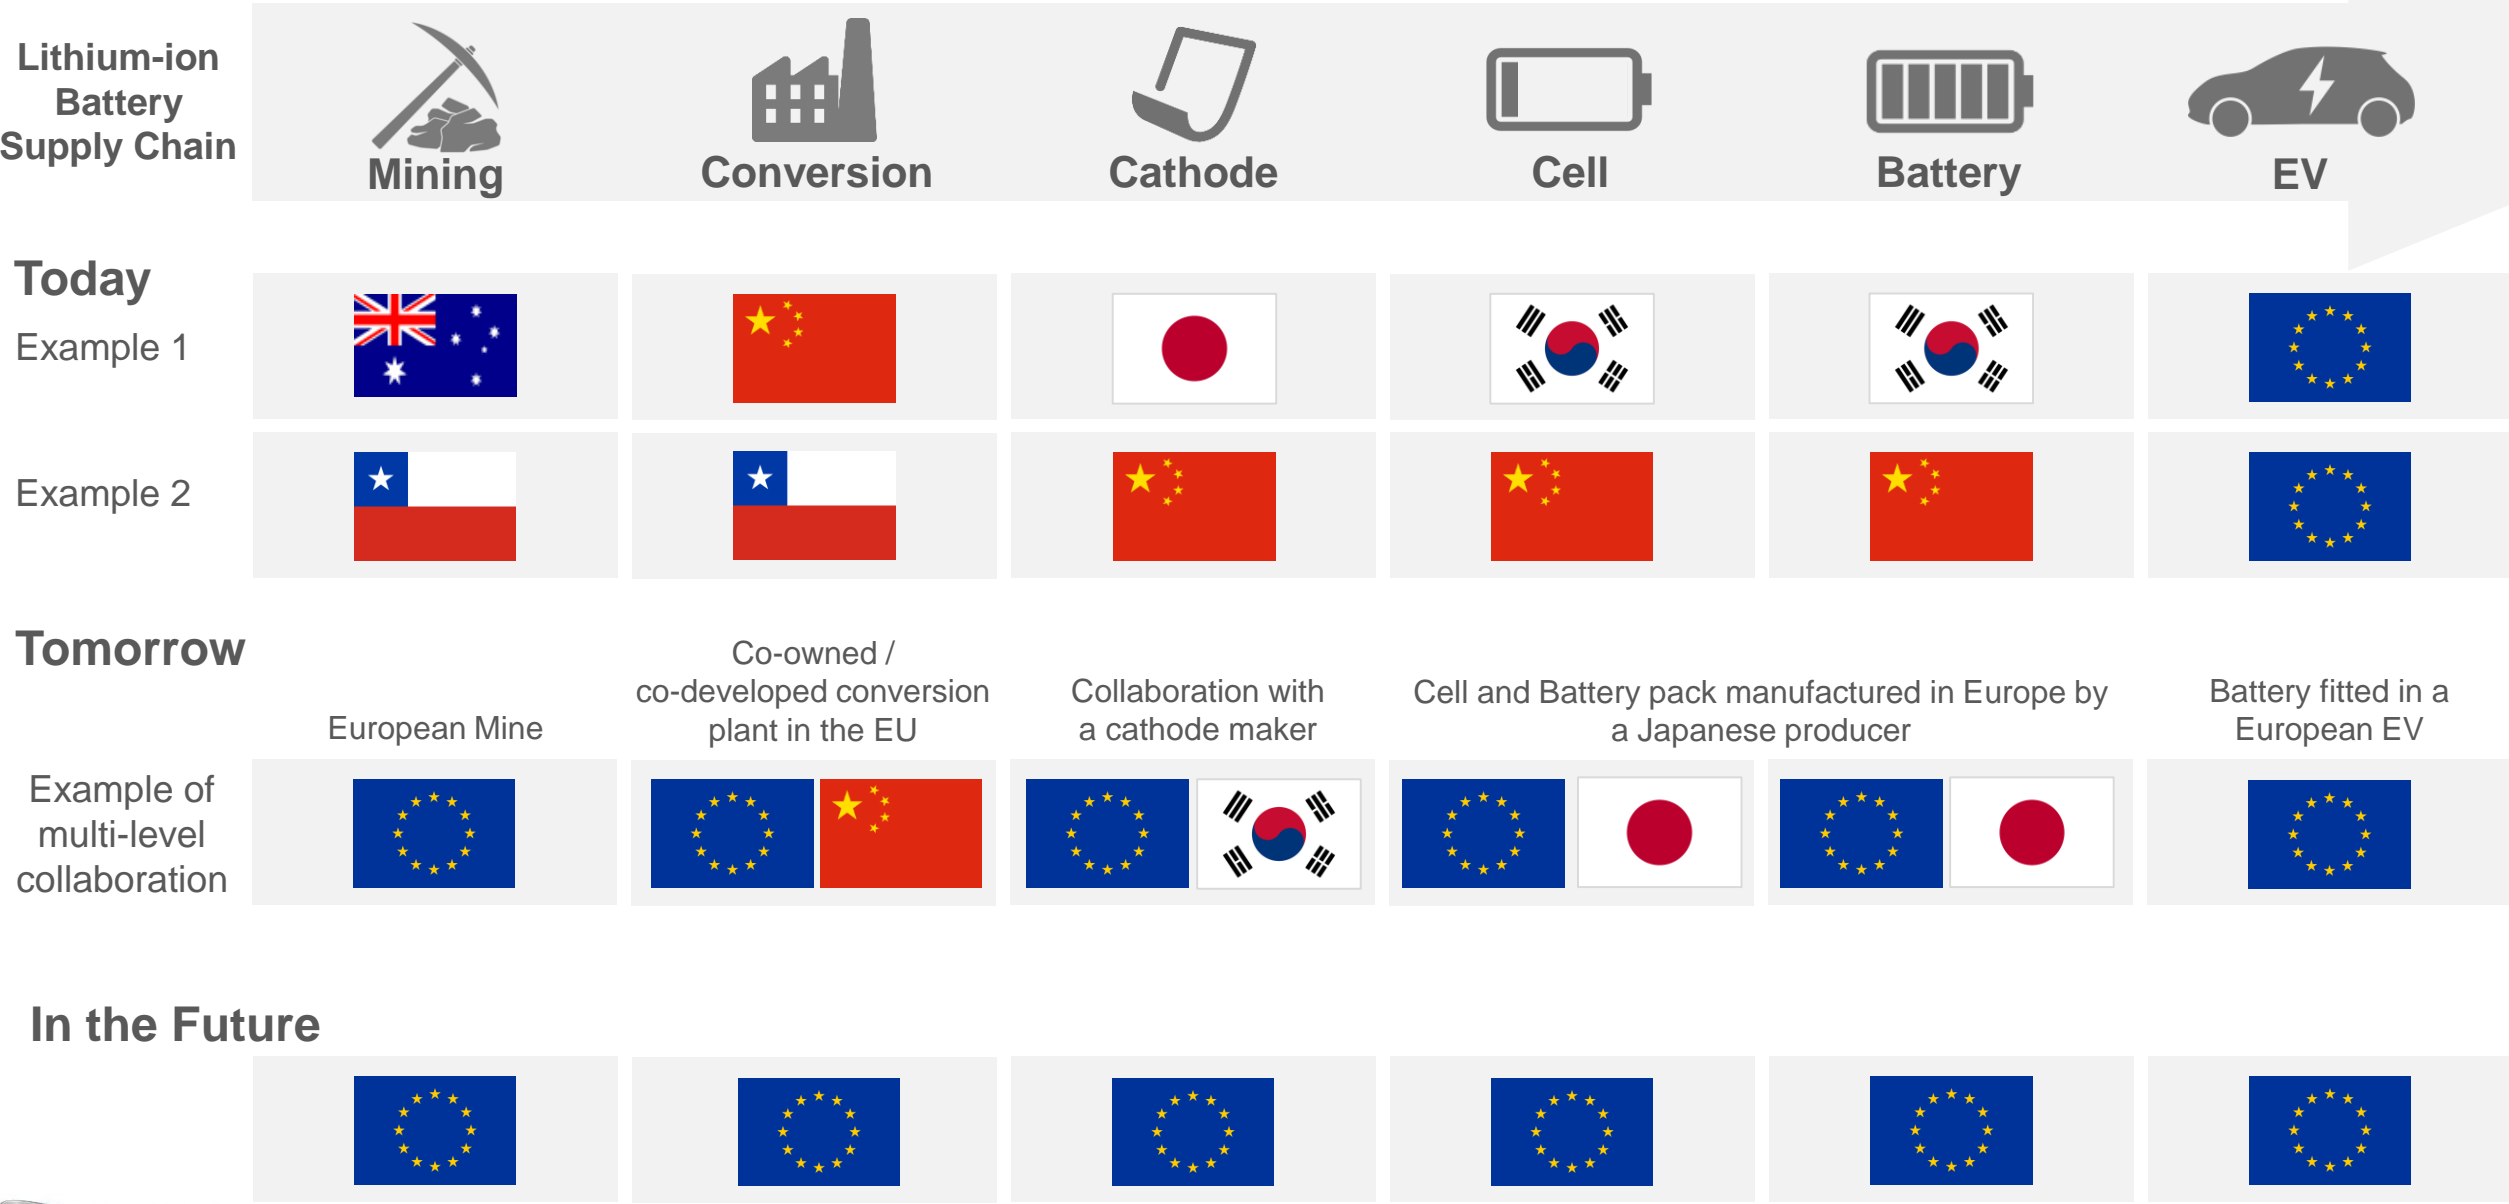 Lithium-ion
Battery
Supply Chain
Mining
Conversion
Cathode
Cell
Battery
EV
Today
Example 1
Example 2
Tomorrow
European Mine
Co-owned /
co-developed conversion
plant in the EU
Collaboration with
a cathode maker
Cell and Battery pack manufactured in Europe by
a Japanese producer
Battery fitted in a
European EV
Example of
multi-level
collaboration
In the Future